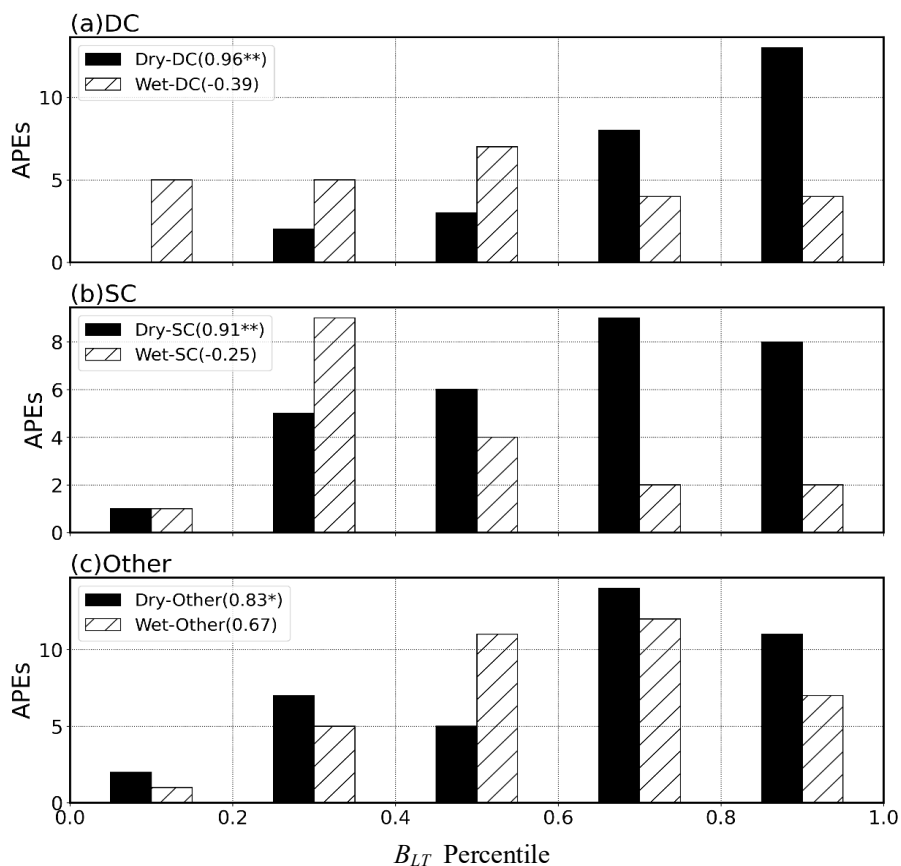 (a)DC
Dry-DC(0.96**)
Wet-DC(-0.39)
10
5
0
APEs
(b)SC
Dry-SC(0.91**)
Wet-SC(-0.25)
8
6
4
2
0
APEs
(c)Other
Dry-Other(0.83*)
Wet-Other(0.67)
10
5
0
APEs
0.0 0.2 0.4 0.6 0.8 1.0
B_{LT} Percentile